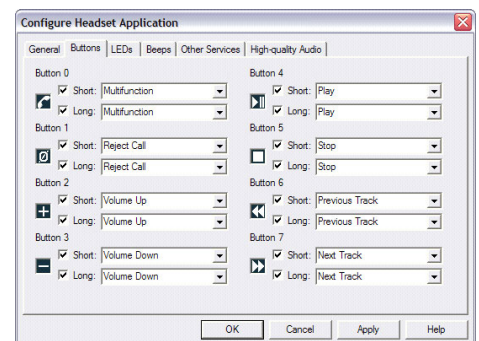 Configure Headset Application
General Buttons LEDs Beeps Other Services High-quality Audio
Button 0
Short: Multifunction
Long: Multifunction
Button 1
Short: Reject Call
Long: Reject Call
Button 2
Short: Volume Up
Long: Volume Up
Button 3
Short: Volume Down
Long: Volume Down
Button 4
Short: Play
Long: Play
Button 5
Short: Stop
Long: Stop
Button 6
Short: Previous Track
Long: Previous Track
Button 7
Short: Next Track
Long: Next Track
OK Cancel Apply Help